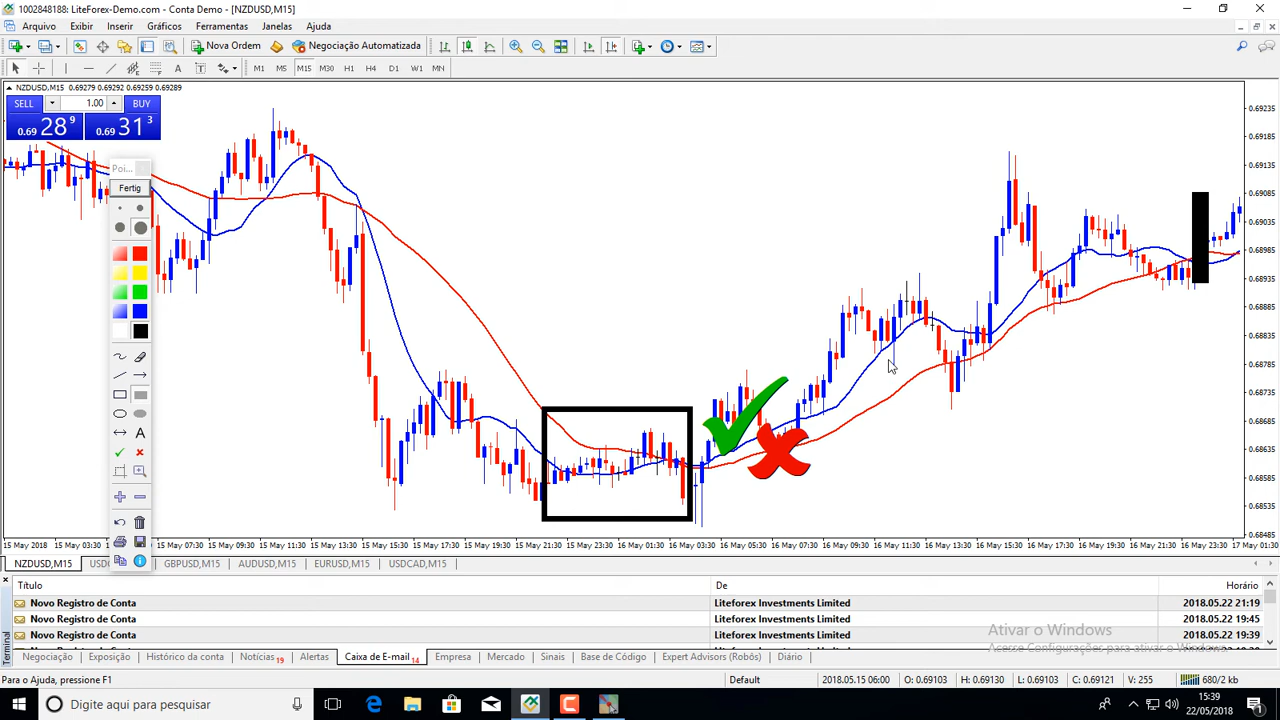 1002848188: LiteForex-Demo.com - Conta Demo - [NZDUSD,M15]
Arquivo Exibir Inserir Gráficos Ferramentas Janelas Ajuda
Nova Ordem Negociação Automatizada
A T M1 M5 M15 M30 H1 H4 D1 W1 MN
NZDUSD,M15 0.69279 0.69292 0.69259 0.69289
SELL 1.00 BUY
0.69 28 9 0.69 31 3
Poi...
Fertig
A
0.69235
0.69185
0.69135
0.69085
0.69035
0.68985
0.68935
0.68885
0.68835
0.68785
0.68735
0.68685
0.68635
0.68585
0.68535
0.68485
15 May 2018 15 May 03:30 15 May 07:30 15 May 09:30 15 May 11:30 15 May 13:30 15 May 15:30 15 May 17:30 15 May 19:30 15 May 21:30 15 May 23:30 16 May 01:30 16 May 03:30 16 May 05:30 16 May 07:30 16 May 09:30 16 May 11:30 16 May 13:30 16 May 15:30 16 May 17:30 16 May 19:30 16 May 21:30 16 May 23:30 17 May 01:30
NZDUSD,M15 USD GBPUSD,M15 AUDUSD,M15 EURUSD,M15 USDCAD,M15
Título De Horário
Novo Registro de Conta Liteforex Investments Limited 2018.05.22 21:19
Novo Registro de Conta Liteforex Investments Limited 2018.05.22 19:45
Novo Registro de Conta Liteforex Investments Limited 2018.05.22 19:39
Ativar o Windows
Acesse Configurações para ativar o Windows.
Terminal
Negociação Exposição Histórico da conta Notícias 19 Alertas Caixa de E-mail 14 Empresa Mercado Sinais Base de Código Expert Advisors (Robôs) Diário
Para o Ajuda, pressione F1 Default 2018.05.15 06:00 O: 0.69103 H: 0.69130 L: 0.69103 C: 0.69121 V: 255 680/2 kb
Digite aqui para pesquisar
15:39
22/05/2018
1